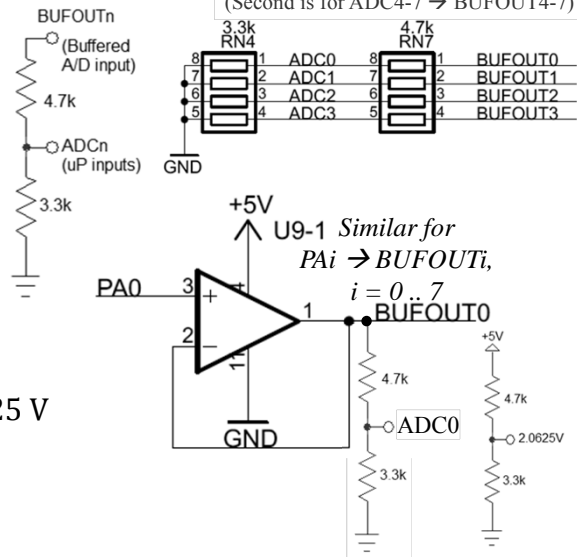 (Second is for ADC4-7 → BUFOUT4-7)
BUFOUTn
(Buffered
A/D input)
4.7k
ADCn
(uP inputs)
3.3k
3.3k
RN4
4.7k
RN7
8 1 ADC0 8 1 BUFOUT0
7 2 ADC1 7 2 BUFOUT1
6 3 ADC2 6 3 BUFOUT2
5 4 ADC3 5 4 BUFOUT3
GND
+5V
U9-1 Similar for
PAi → BUFOUTi,
i = 0 .. 7
PA0 3 + 4
1 BUFOUT0
2 − 11
GND
4.7k
ADC0
3.3k
+5V
4.7k
2.0625V
3.3k
25 V